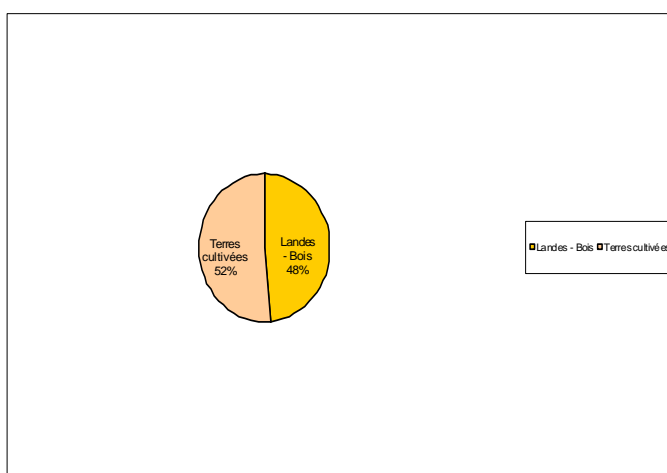 Terres
cultivées
52%
Landes
- Bois
48%
Landes - Bois Terres cultivées